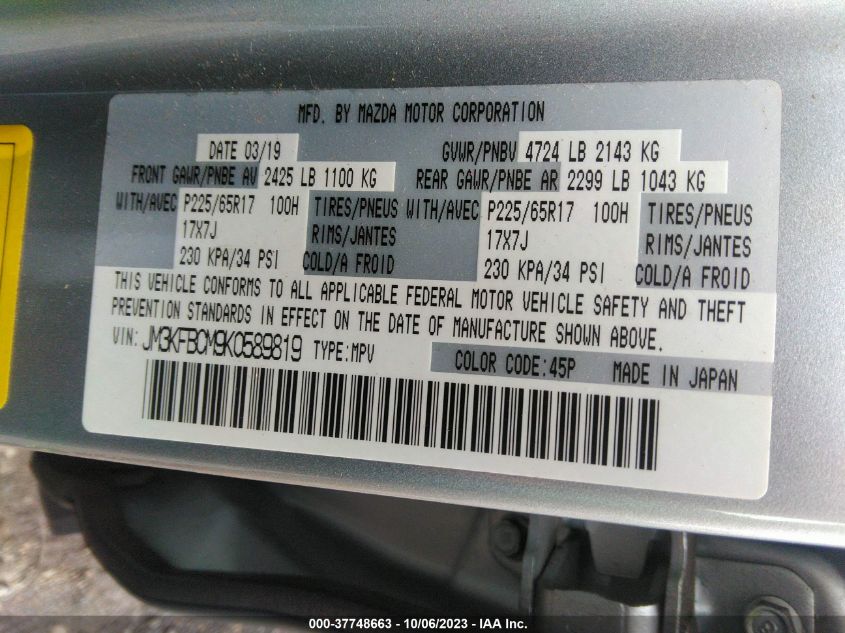 MFD. BY MAZDA MOTOR CORPORATION
DATE 03/19 GVWR/PNBV 4724 LB 2143 KG
FRONT GAWR/PNBE AV 2425 LB 1100 KG REAR GAWR/PNBE AR 2299 LB 1043 KG
WITH/AVEC P225/65R17 100H TIRES/PNEUS WITH/AVEC P225/65R17 100H TIRES/PNEUS
17X7J RIMS/JANTES 17X7J RIMS/JANTES
230 KPA/34 PSI COLD/A FROID 230 KPA/34 PSI COLD/A FROID
THIS VEHICLE CONFORMS TO ALL APPLICABLE FEDERAL MOTOR VEHICLE SAFETY AND THEFT
PREVENTION STANDARDS IN EFFECT ON THE DATE OF MANUFACTURE SHOWN ABOVE.
VIN: JM3KFBCM9K0589819 TYPE:MPV COLOR CODE:45P MADE IN JAPAN
000-37748663 - 10/06/2023 - IAA Inc.